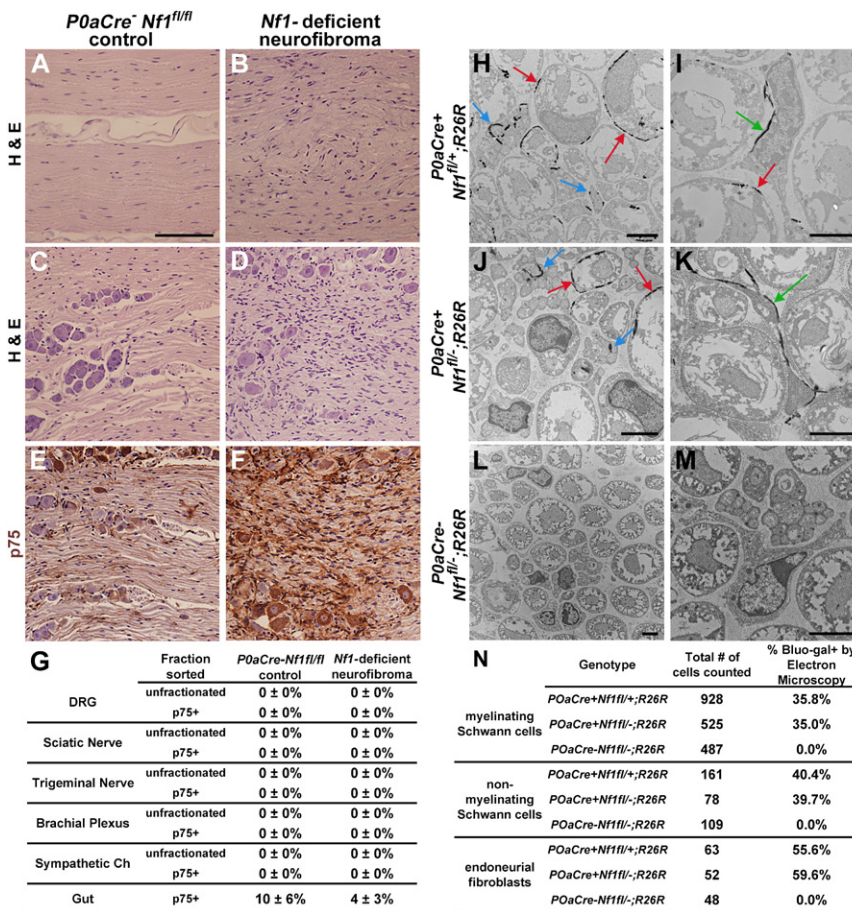 P0aCre- Nf1fl/fl
control
Nf1- deficient
neurofibroma
A
B
H & E
C
D
H & E
E
F
p75
H
I
P0aCre+
Nf1fl/+;R26R
J
K
P0aCre+
Nf1fl/-;R26R
L
M
P0aCre-
Nf1fl/-;R26R
G
Fraction sorted P0aCre-Nf1fl/fl control Nf1-deficient neurofibroma
DRG unfractionated 0 ± 0% 0 ± 0%
p75+ 0 ± 0% 0 ± 0%
Sciatic Nerve unfractionated 0 ± 0% 0 ± 0%
p75+ 0 ± 0% 0 ± 0%
Trigeminal Nerve unfractionated 0 ± 0% 0 ± 0%
p75+ 0 ± 0% 0 ± 0%
Brachial Plexus unfractionated 0 ± 0% 0 ± 0%
p75+ 0 ± 0% 0 ± 0%
Sympathetic Ch unfractionated 0 ± 0% 0 ± 0%
p75+ 0 ± 0% 0 ± 0%
Gut p75+ 10 ± 6% 4 ± 3%
N
Genotype Total # of cells counted % Bluo-gal+ by Electron Microscopy
myelinating Schwann cells POaCre+Nf1fl/+;R26R 928 35.8%
POaCre+Nf1fl/-;R26R 525 35.0%
POaCre-Nf1fl/-;R26R 487 0.0%
non-myelinating Schwann cells POaCre+Nf1fl/+;R26R 161 40.4%
POaCre+Nf1fl/-;R26R 78 39.7%
POaCre-Nf1fl/-;R26R 109 0.0%
endoneurial fibroblasts POaCre+Nf1fl/+;R26R 63 55.6%
POaCre+Nf1fl/-;R26R 52 59.6%
POaCre-Nf1fl/-;R26R 48 0.0%